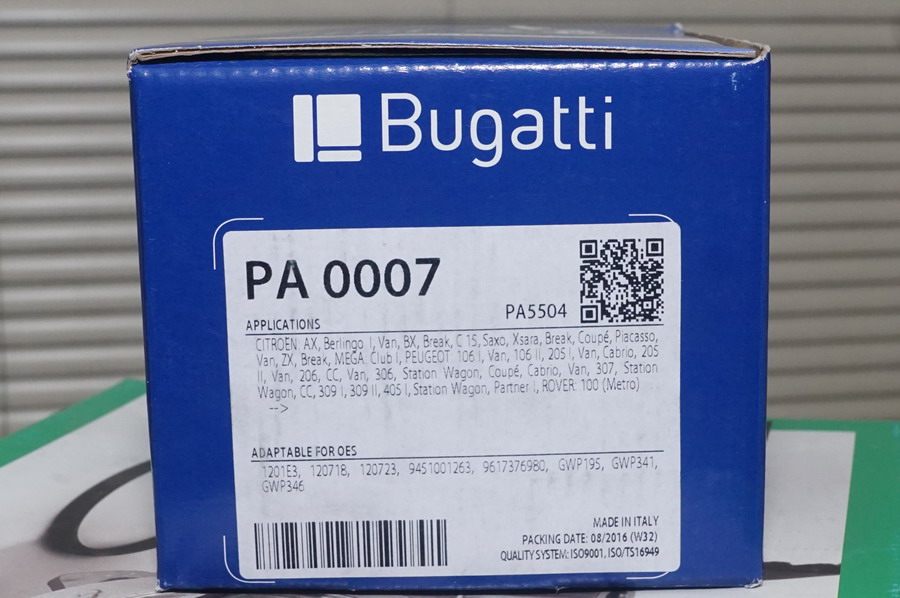 Bugatti
PA 0007
PA5504
APPLICATIONS
CITROEN: AX, Berlingo I, Van, BX, Break, C 15, Saxo, Xsara, Break, Coupé, Piacasso,
Van, ZX, Break, MEGA: Club I, PEUGEOT: 106 I, Van, 106 II, 205 I, Van, Cabrio, 205
II, Van, 206, CC, Van, 306, Station Wagon, Coupé, Cabrio, Van, 307, Station
Wagon, CC, 309 I, 309 II, 405 I, Station Wagon, Partner I, ROVER: 100 (Metro)
-->
ADAPTABLE FOR OES
1201E3, 120718, 120723, 9451001263, 9617376980, GWP195, GWP341,
GWP346
MADE IN ITALY
PACKING DATE: 08/2016 (W32)
QUALITY SYSTEM: ISO9001, ISO/TS16949